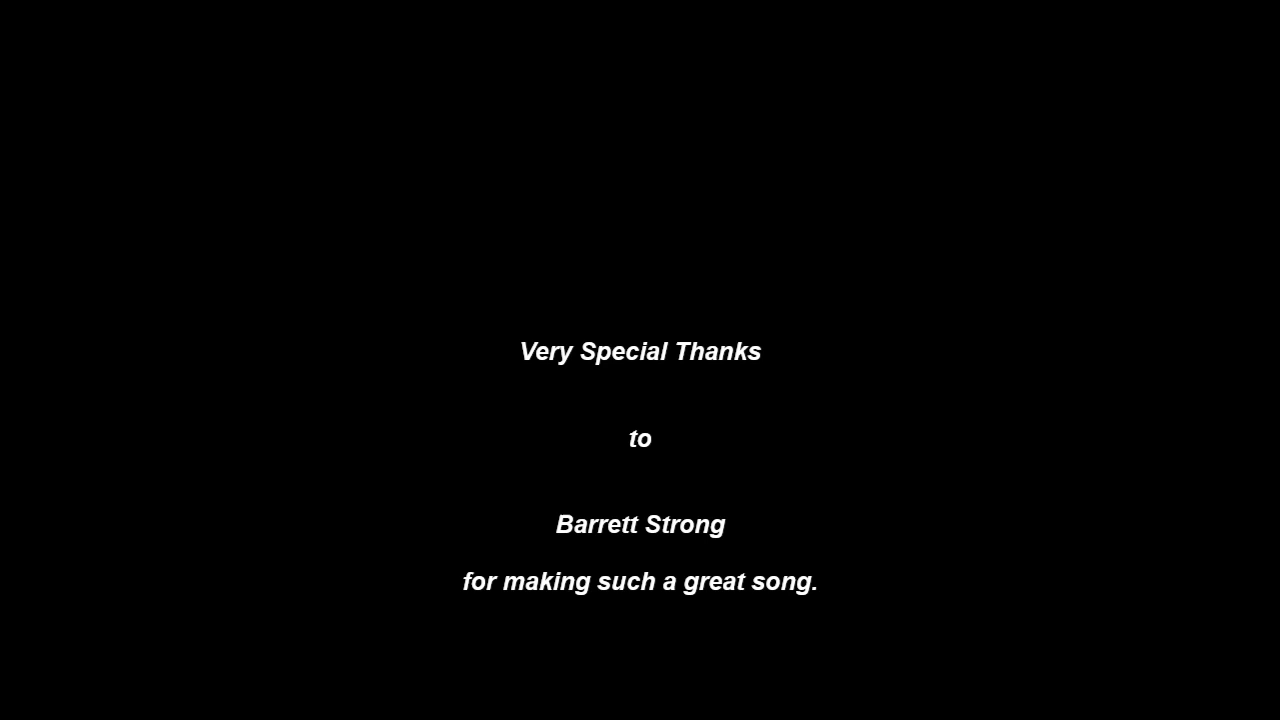 Very Special Thanks
to
Barrett Strong
for making such a great song.